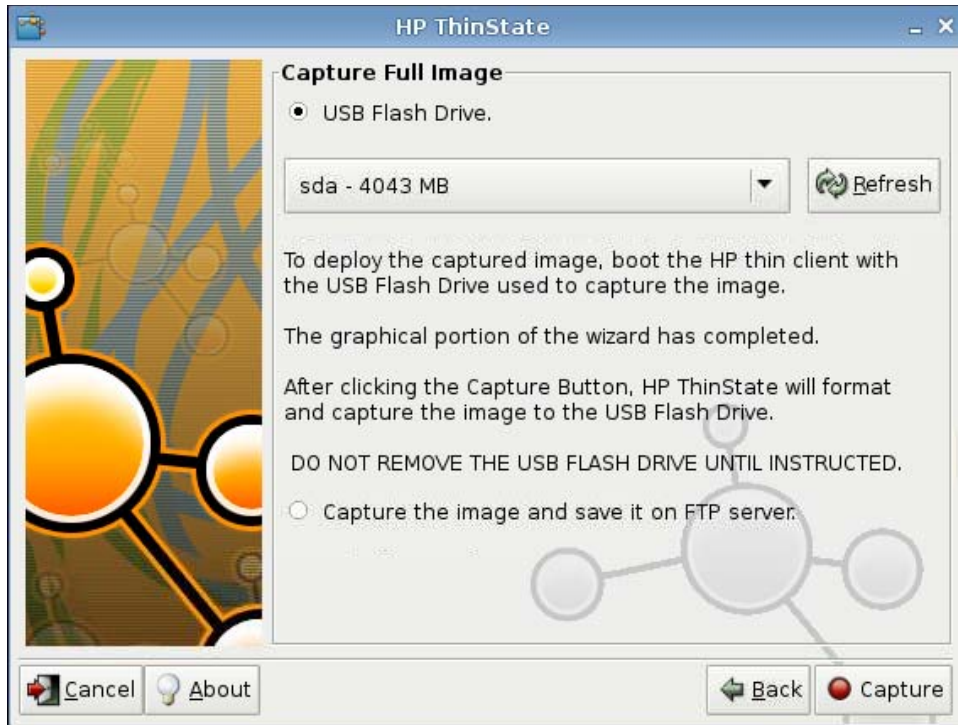 HP ThinState
Capture Full Image
USB Flash Drive.
sda - 4043 MB
Refresh
To deploy the captured image, boot the HP thin client with
the USB Flash Drive used to capture the image.
The graphical portion of the wizard has completed.
After clicking the Capture Button, HP ThinState will format
and capture the image to the USB Flash Drive.
DO NOT REMOVE THE USB FLASH DRIVE UNTIL INSTRUCTED.
Capture the image and save it on FTP server.
Cancel
About
Back
Capture